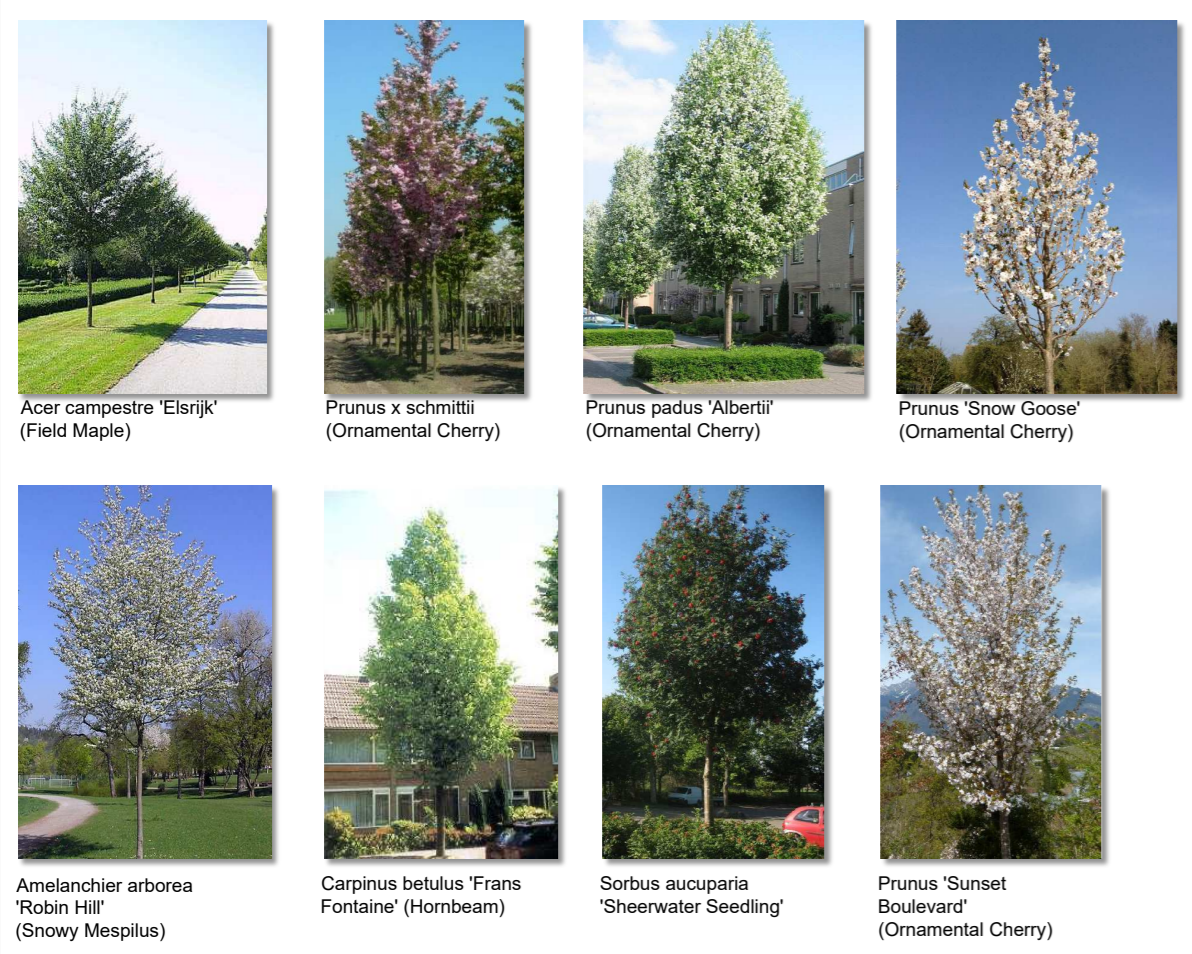 Acer campestre 'Elsrijk'
(Field Maple)
Prunus x schmittii
(Ornamental Cherry)
Prunus padus 'Albertii'
(Ornamental Cherry)
Prunus 'Snow Goose'
(Ornamental Cherry)
Amelanchier arborea
'Robin Hill'
(Snowy Mespilus)
Carpinus betulus 'Frans
Fontaine' (Hornbeam)
Sorbus aucuparia
'Sheerwater Seedling'
Prunus 'Sunset
Boulevard'
(Ornamental Cherry)